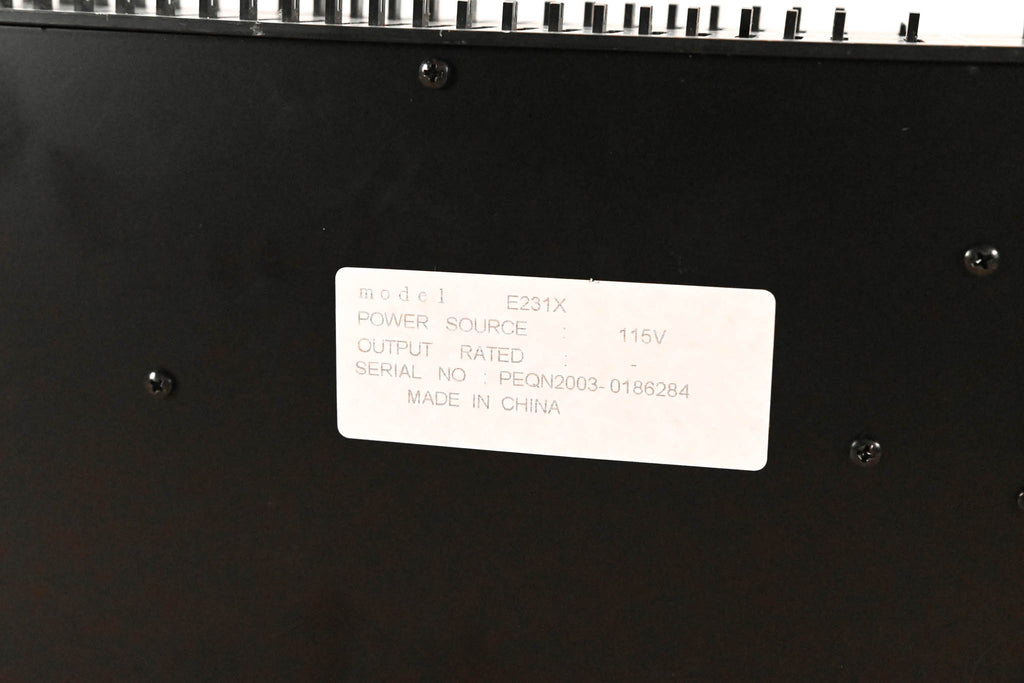 model E231X
POWER SOURCE : 115V
OUTPUT RATED : -
SERIAL NO : PEQN2003-0186284
MADE IN CHINA